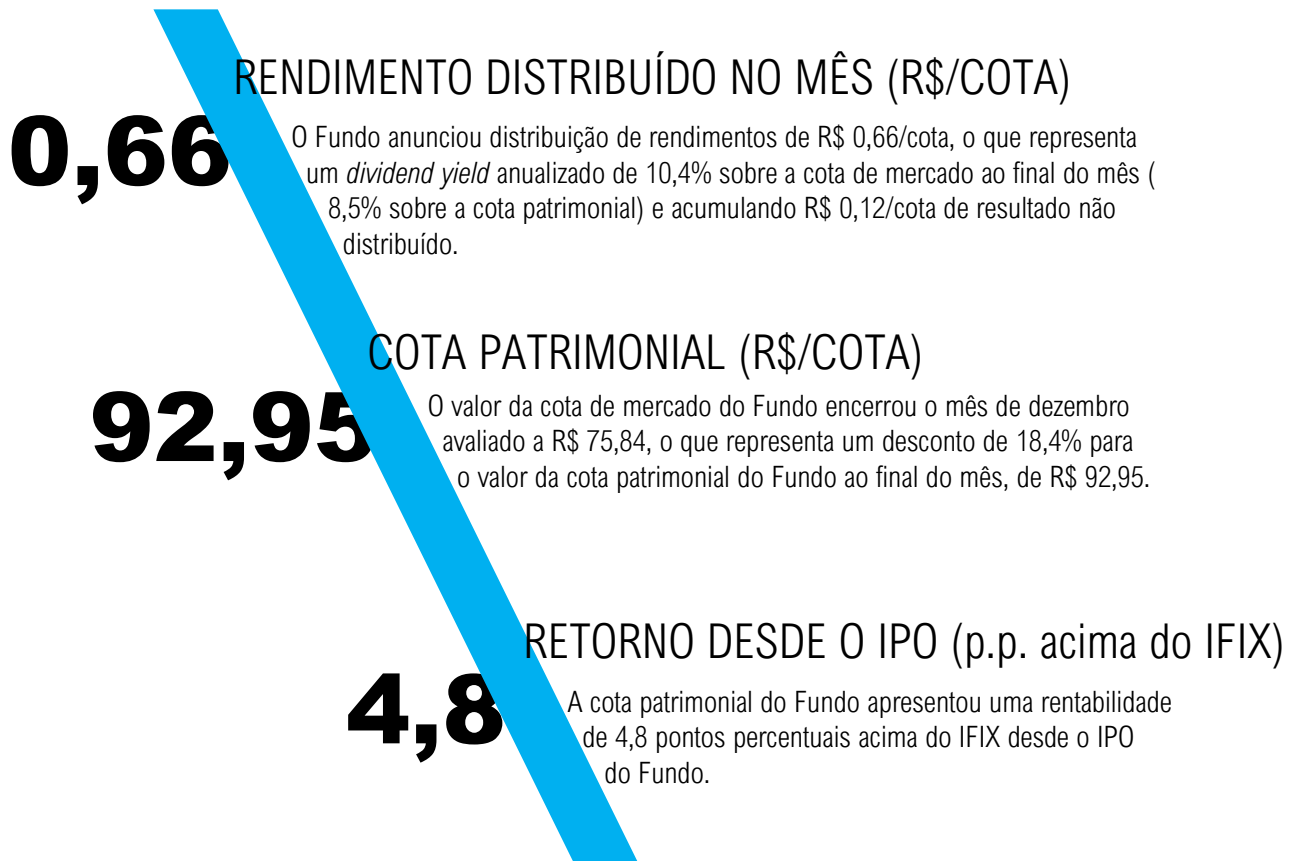 RENDIMENTO DISTRIBUÍDO NO MÊS (R$/COTA)
0,66
O Fundo anunciou distribuição de rendimentos de R$ 0,66/cota, o que representa
um dividend yield anualizado de 10,4% sobre a cota de mercado ao final do mês (
8,5% sobre a cota patrimonial) e acumulando R$ 0,12/cota de resultado não
distribuído.
COTA PATRIMONIAL (R$/COTA)
92,95
O valor da cota de mercado do Fundo encerrou o mês de dezembro
avaliado a R$ 75,84, o que representa um desconto de 18,4% para
o valor da cota patrimonial do Fundo ao final do mês, de R$ 92,95.
RETORNO DESDE O IPO (p.p. acima do IFIX)
4,8
A cota patrimonial do Fundo apresentou uma rentabilidade
de 4,8 pontos percentuais acima do IFIX desde o IPO
do Fundo.